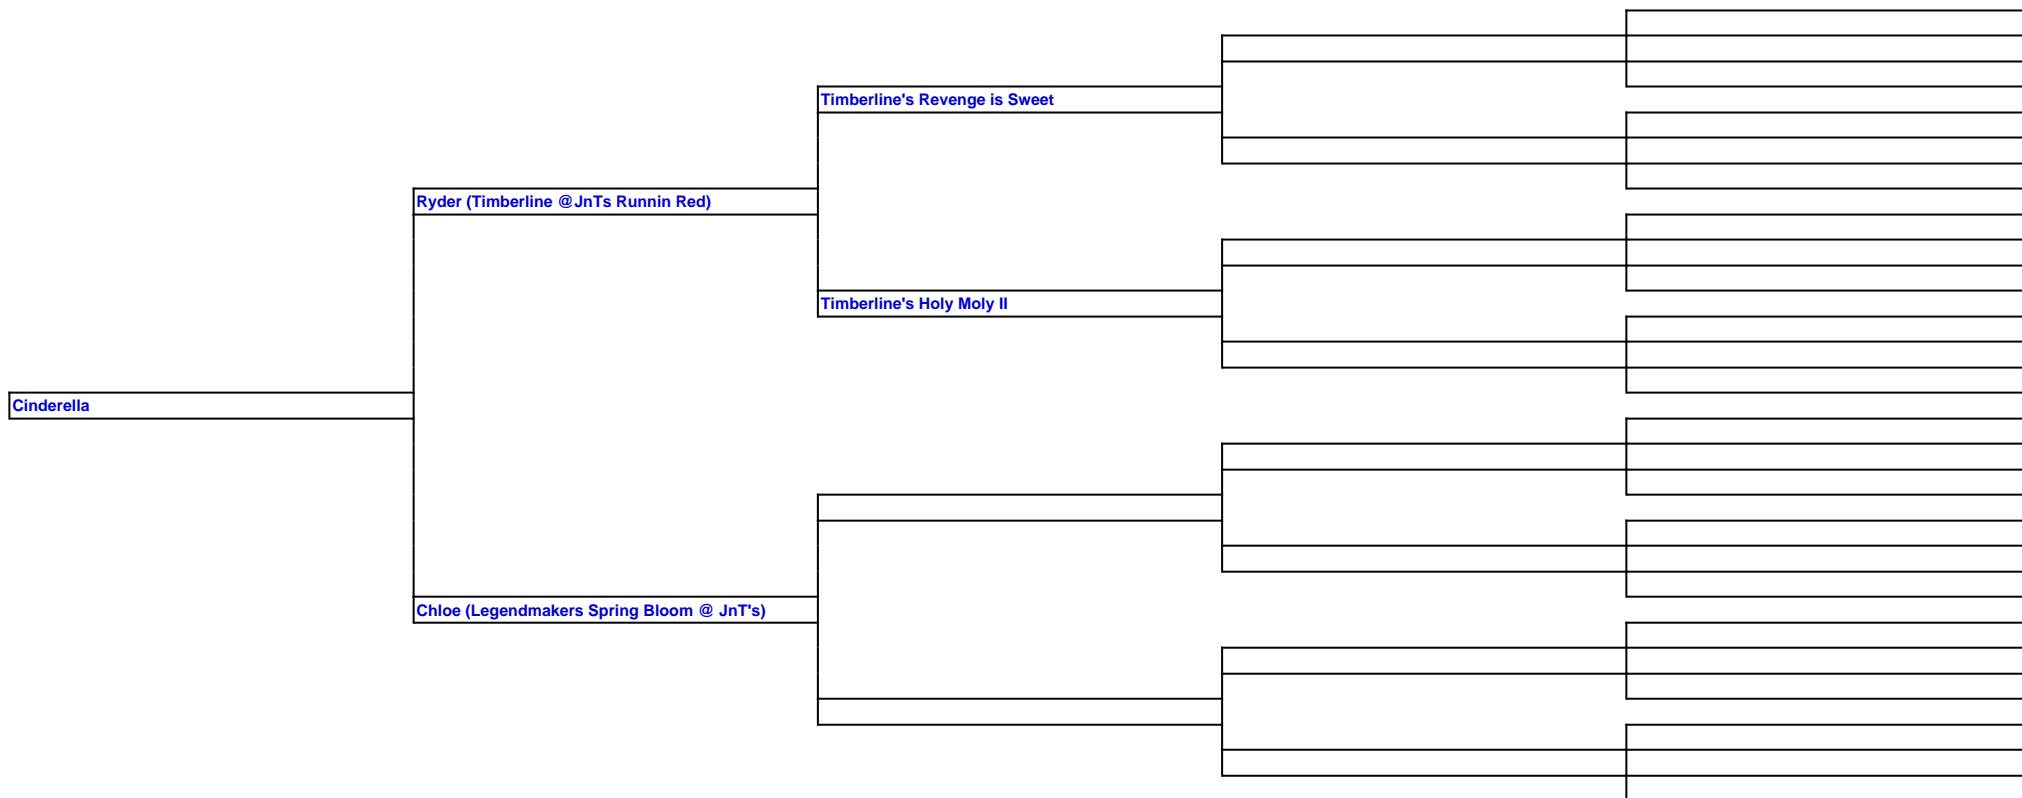 Timberline's Revenge is Sweet
Ryder (Timberline @JnTs Runnin Red)
Timberline's Holy Moly II
Cinderella
Chloe (Legendmakers Spring Bloom @ JnT's)